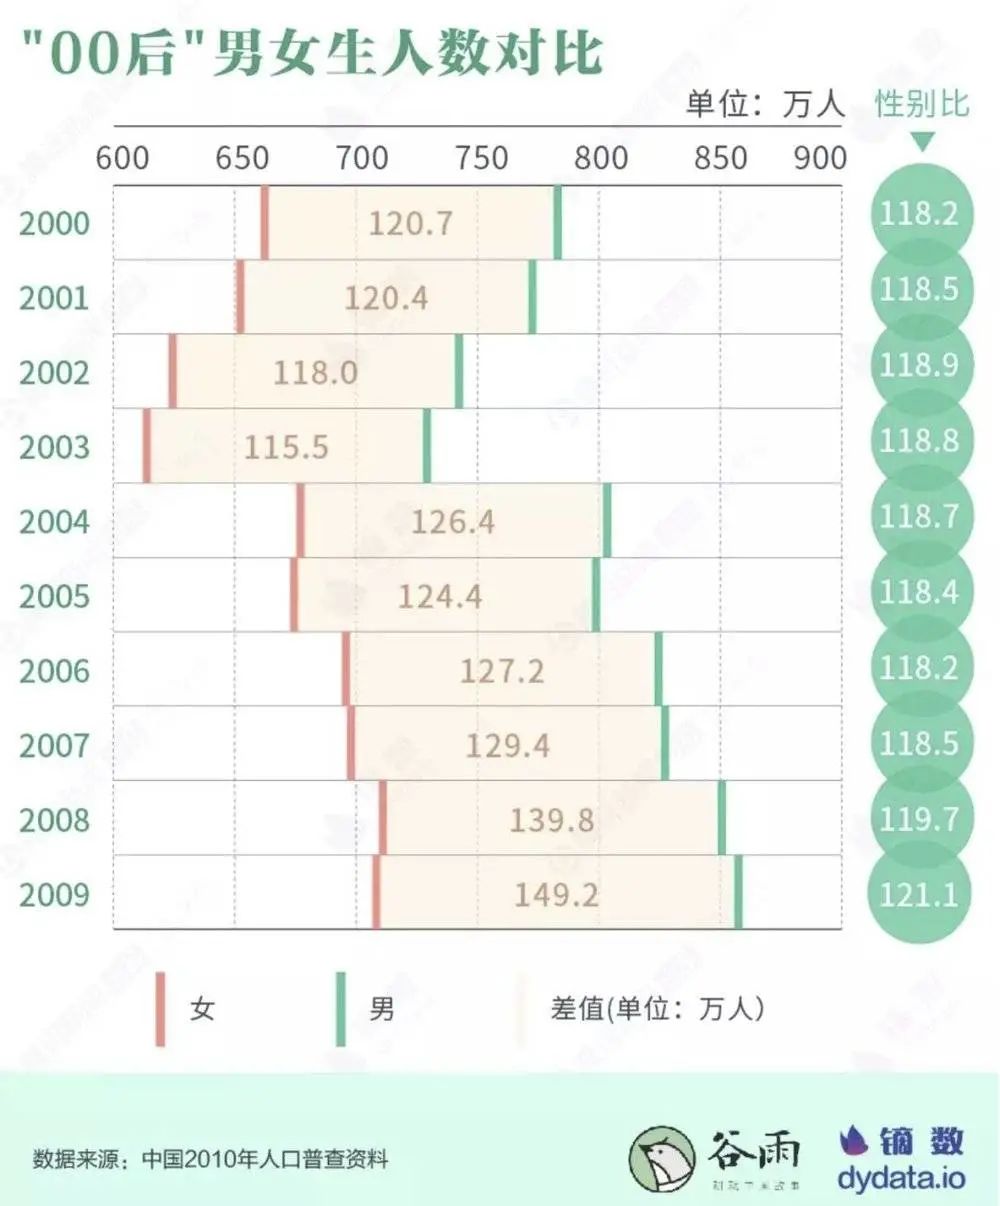 "00后"男女生人数对比
单位：万人 性别比
600 650 700 750 800 850 900
2000 120.7 118.2
2001 120.4 118.5
2002 118.0 118.9
2003 115.5 118.8
2004 126.4 118.7
2005 124.4 118.4
2006 127.2 118.2
2007 129.4 118.5
2008 139.8 119.7
2009 149.2 121.1
女 男 差值(单位：万人）
数据来源：中国2010年人口普查资料
谷雨
镝数
dydata.io